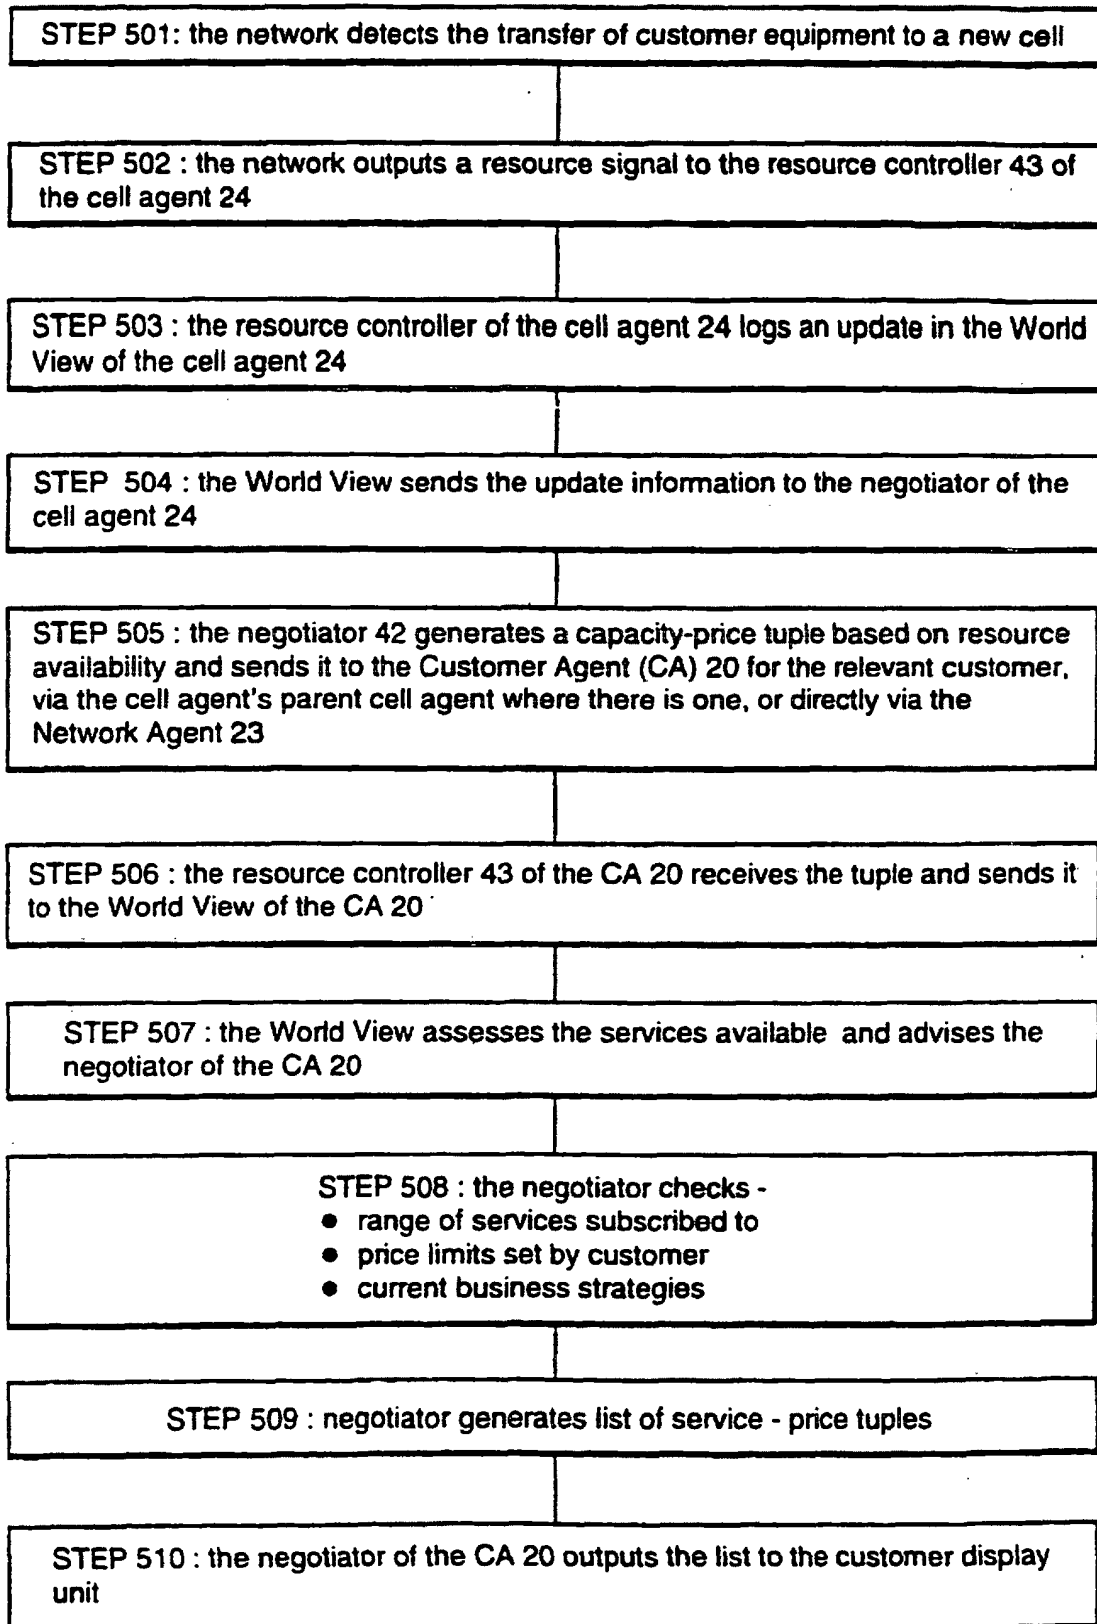 STEP 501: the network detects the transfer of customer equipment to a new cell
STEP 502 : the network outputs a resource signal to the resource controller 43 of
the cell agent 24
STEP 503 : the resource controller of the cell agent 24 logs an update in the World
View of the cell agent 24
STEP 504 : the World View sends the update information to the negotiator of the
cell agent 24
STEP 505 : the negotiator 42 generates a capacity-price tuple based on resource
availability and sends it to the Customer Agent (CA) 20 for the relevant customer,
via the cell agent's parent cell agent where there is one, or directly via the
Network Agent 23
STEP 506 : the resource controller 43 of the CA 20 receives the tuple and sends it
to the World View of the CA 20
STEP 507 : the World View assesses the services available and advises the
negotiator of the CA 20
STEP 508 : the negotiator checks -
● range of services subscribed to
● price limits set by customer
● current business strategies
STEP 509 : negotiator generates list of service - price tuples
STEP 510 : the negotiator of the CA 20 outputs the list to the customer display
unit